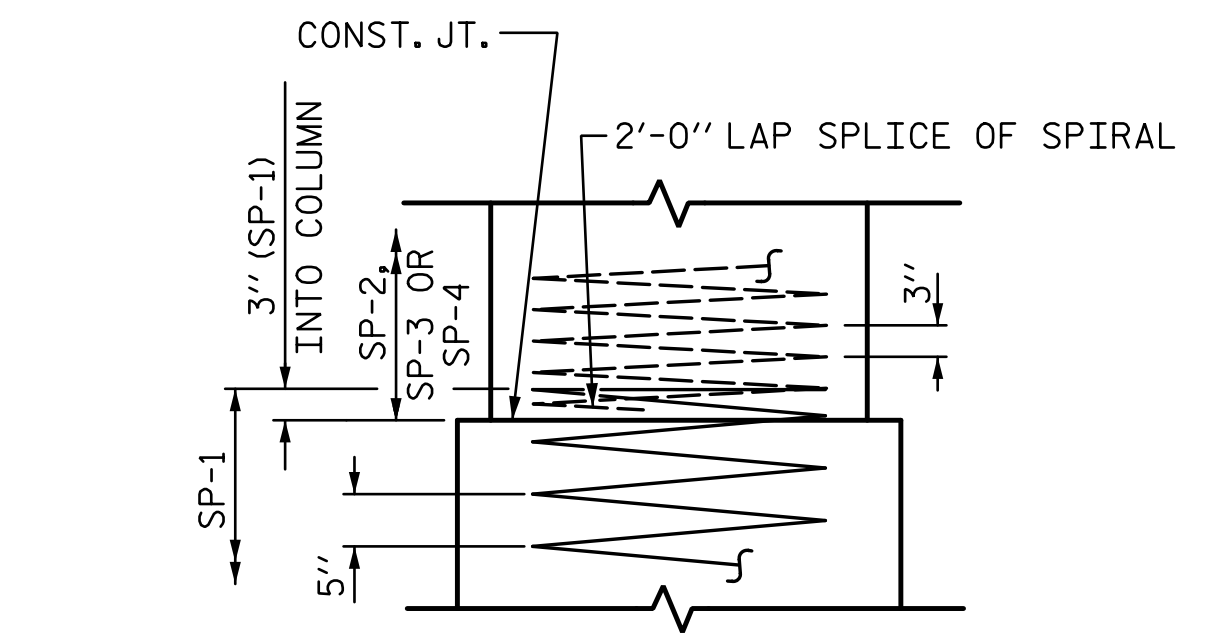 CONST. JT.
2'-0" LAP SPLICE OF SPIRAL
3" (SP-1)
INTO COLUMN
SP-2,
SP-3 OR
SP-4
3"
SP-1
5"